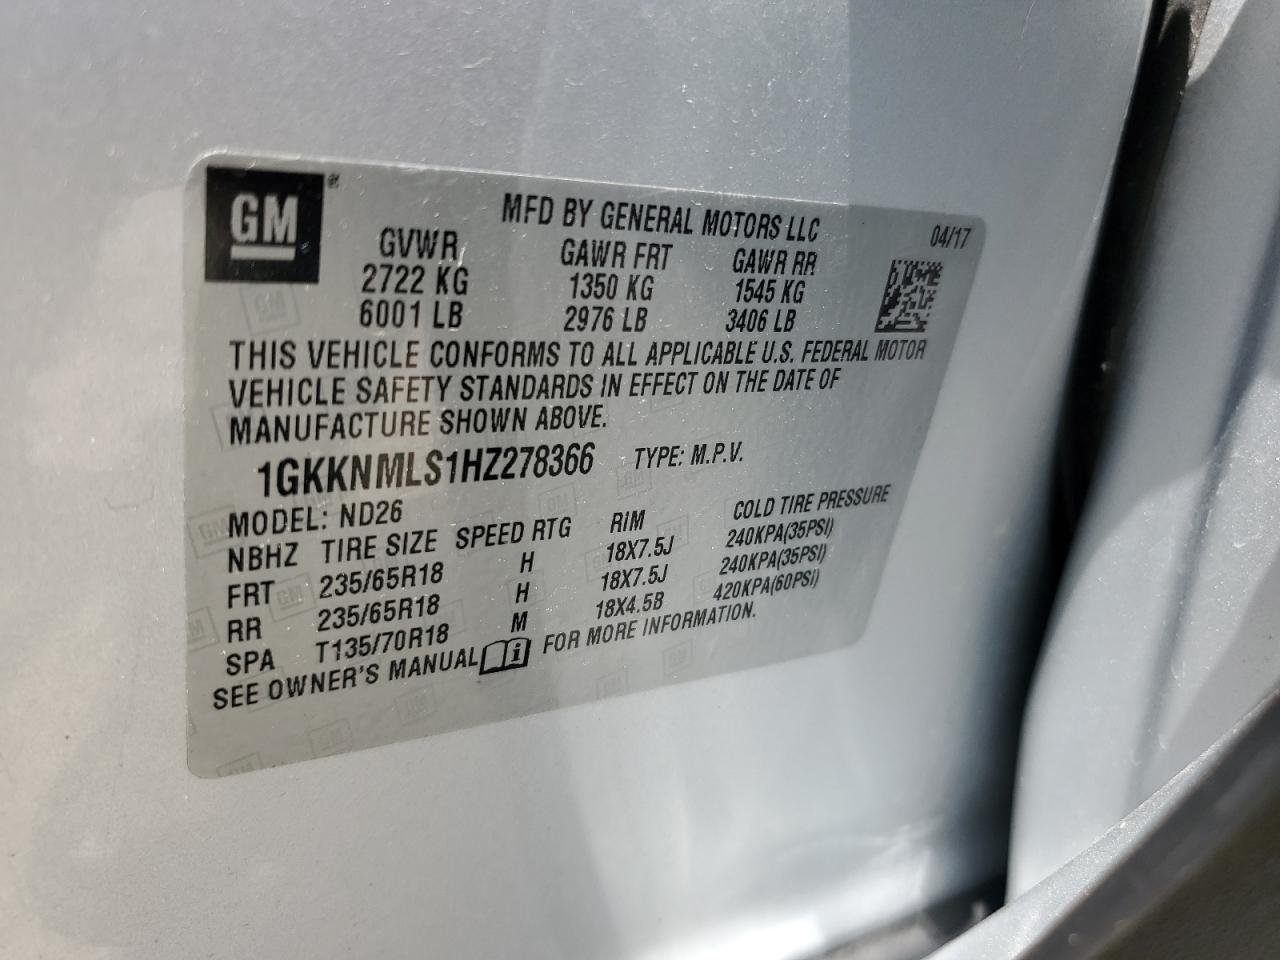 GM ®
MFD BY GENERAL MOTORS LLC
04/17
GVWR GAWR FRT GAWR RR
2722 KG 1350 KG 1545 KG
6001 LB 2976 LB 3406 LB
THIS VEHICLE CONFORMS TO ALL APPLICABLE U.S. FEDERAL MOTOR
VEHICLE SAFETY STANDARDS IN EFFECT ON THE DATE OF
MANUFACTURE SHOWN ABOVE.
1GKKNMLS1HZ278366 TYPE: M.P.V.
MODEL: ND26
NBHZ TIRE SIZE SPEED RTG RIM COLD TIRE PRESSURE
FRT 235/65R18 H 18X7.5J 240KPA(35PSI)
RR 235/65R18 H 18X7.5J 240KPA(35PSI)
SPA T135/70R18 M 18X4.5B 420KPA(60PSI)
SEE OWNER'S MANUAL i FOR MORE INFORMATION.